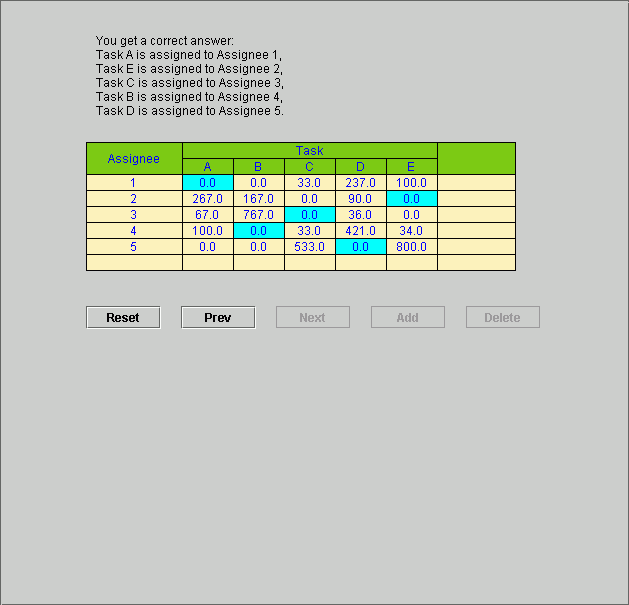 You get a correct answer:
Task A is assigned to Assignee 1,
Task E is assigned to Assignee 2,
Task C is assigned to Assignee 3,
Task B is assigned to Assignee 4,
Task D is assigned to Assignee 5.
Assignee Task
A B C D E
1 0.0 0.0 33.0 237.0 100.0
2 267.0 167.0 0.0 90.0 0.0
3 67.0 767.0 0.0 36.0 0.0
4 100.0 0.0 33.0 421.0 34.0
5 0.0 0.0 533.0 0.0 800.0
Reset Prev Next Add Delete